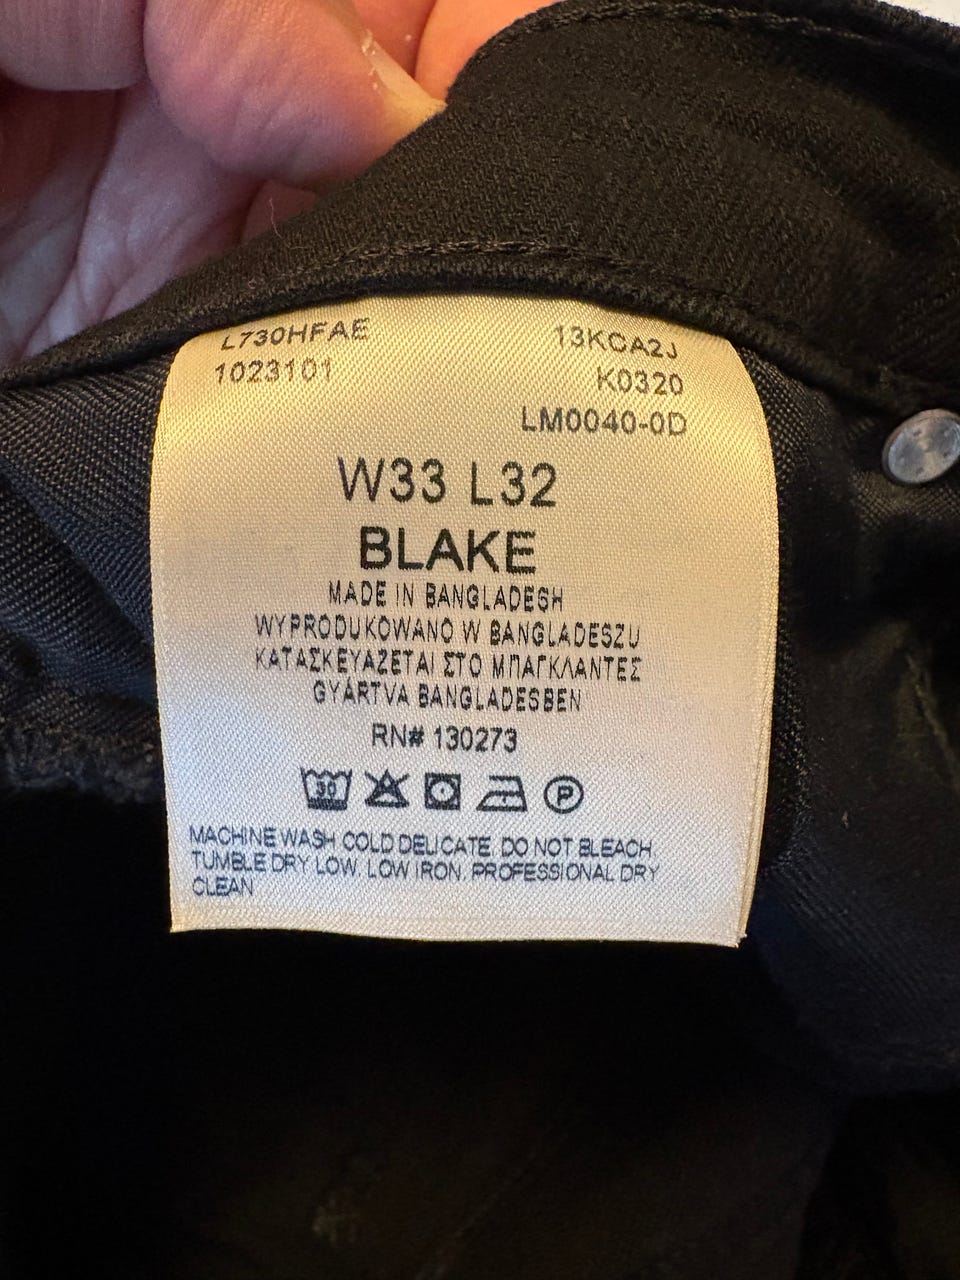 L730HFAE 13KCA2J
1023101 K0320
LM0040-0D
W33 L32
BLAKE
MADE IN BANGLADESH
WYPRODUKOWANO W BANGLADESZU
ΚΑΤΑΣΚΕΥΑΖΕΤΑΙ ΣΤΟ ΜΠΑΓΚΛΑΝΤΕΣ
GYÁRTVA BANGLADESBEN
RN# 130273
30 P
MACHINE WASH COLD DELICATE. DO NOT BLEACH.
TUMBLE DRY LOW. LOW IRON. PROFESSIONAL DRY
CLEAN